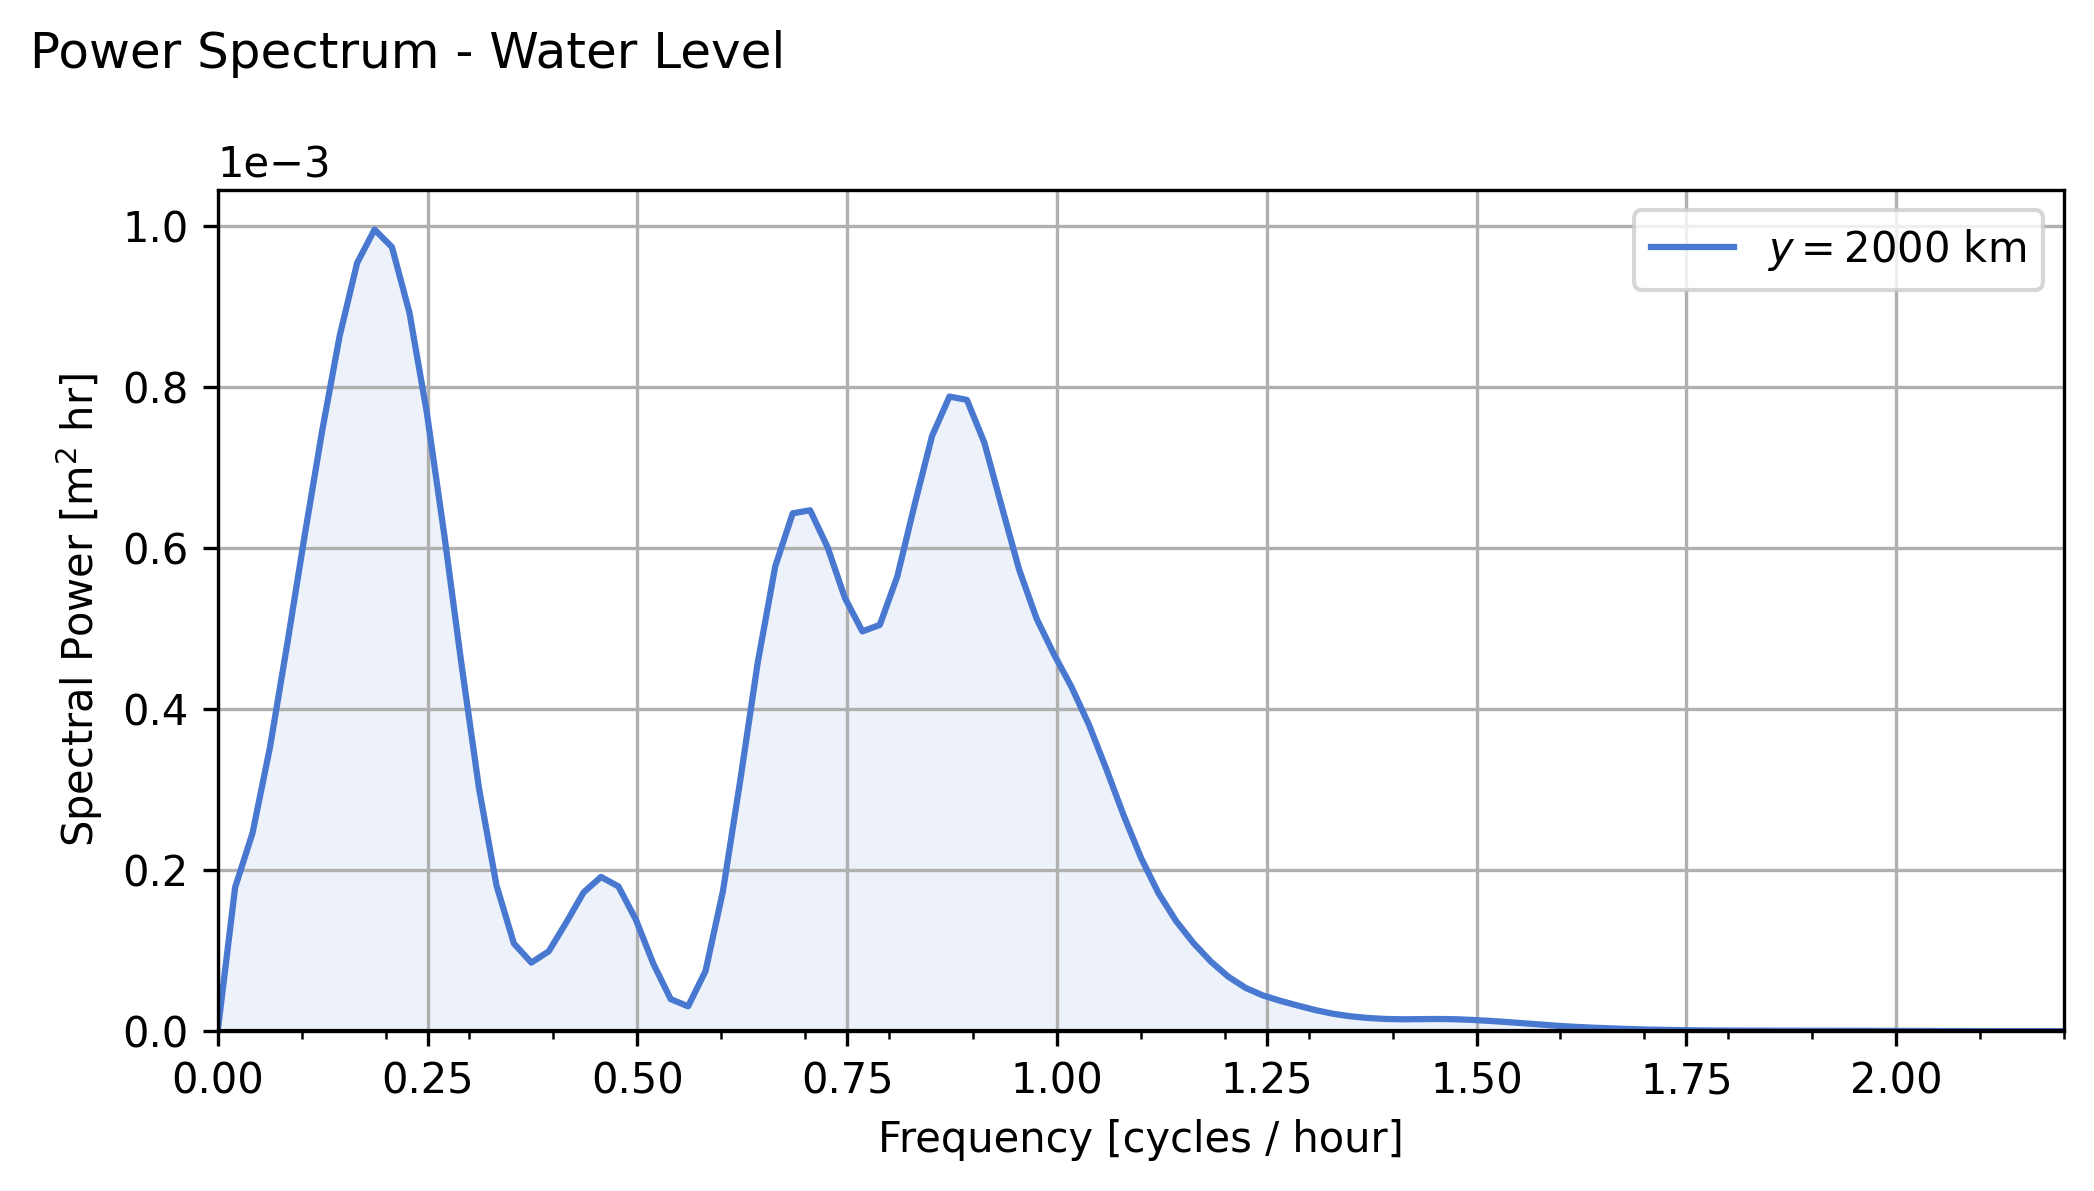 Power Spectrum - Water Level
1e−3
1.0
0.8
0.6
0.4
0.2
0.0
Spectral Power [m² hr]
y = 2000 km
0.00 0.25 0.50 0.75 1.00 1.25 1.50 1.75 2.00
Frequency [cycles / hour]